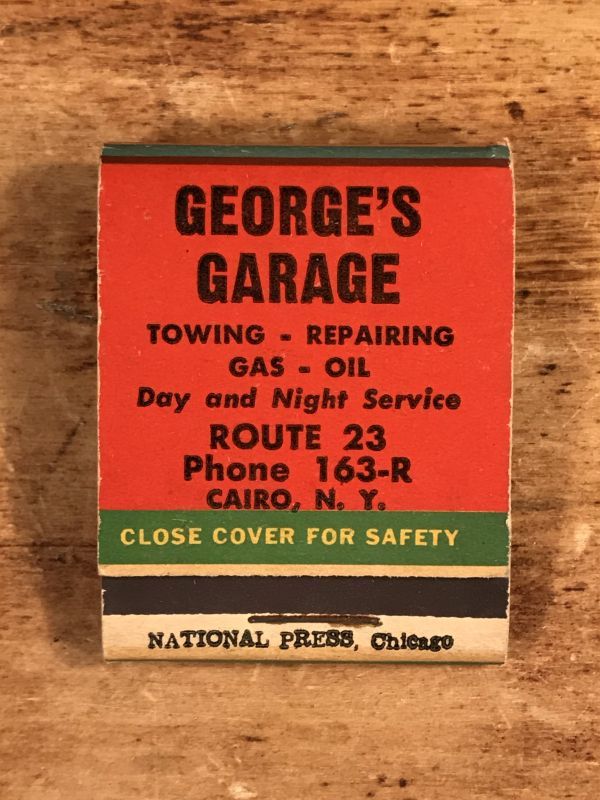 GEORGE'S
GARAGE
TOWING - REPAIRING
GAS - OIL
Day and Night Service
ROUTE 23
Phone 163-R
CAIRO, N. Y.
CLOSE COVER FOR SAFETY
NATIONAL PRESS, Chicago